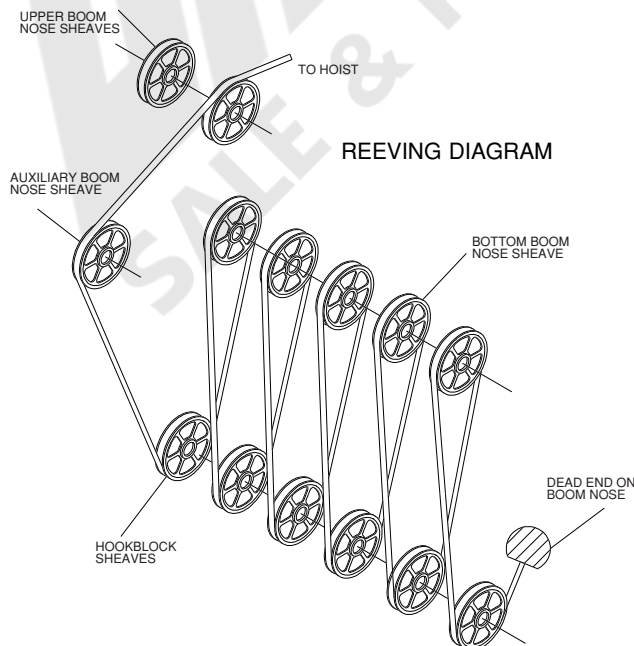 UPPER BOOM
NOSE SHEAVES
TO HOIST
REEVING DIAGRAM
AUXILIARY BOOM
NOSE SHEAVE
BOTTOM BOOM
NOSE SHEAVE
DEAD END ON
BOOM NOSE
HOOKBLOCK
SHEAVES
SALE &